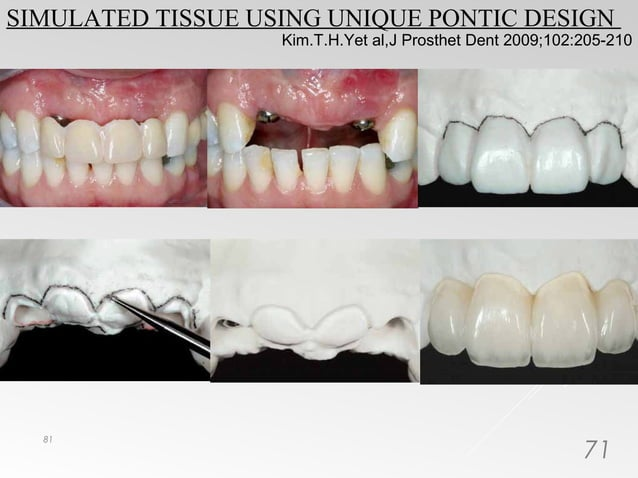 SIMULATED TISSUE USING UNIQUE PONTIC DESIGN
Kim.T.H.Yet al,J Prosthet Dent 2009;102:205-210
81
71